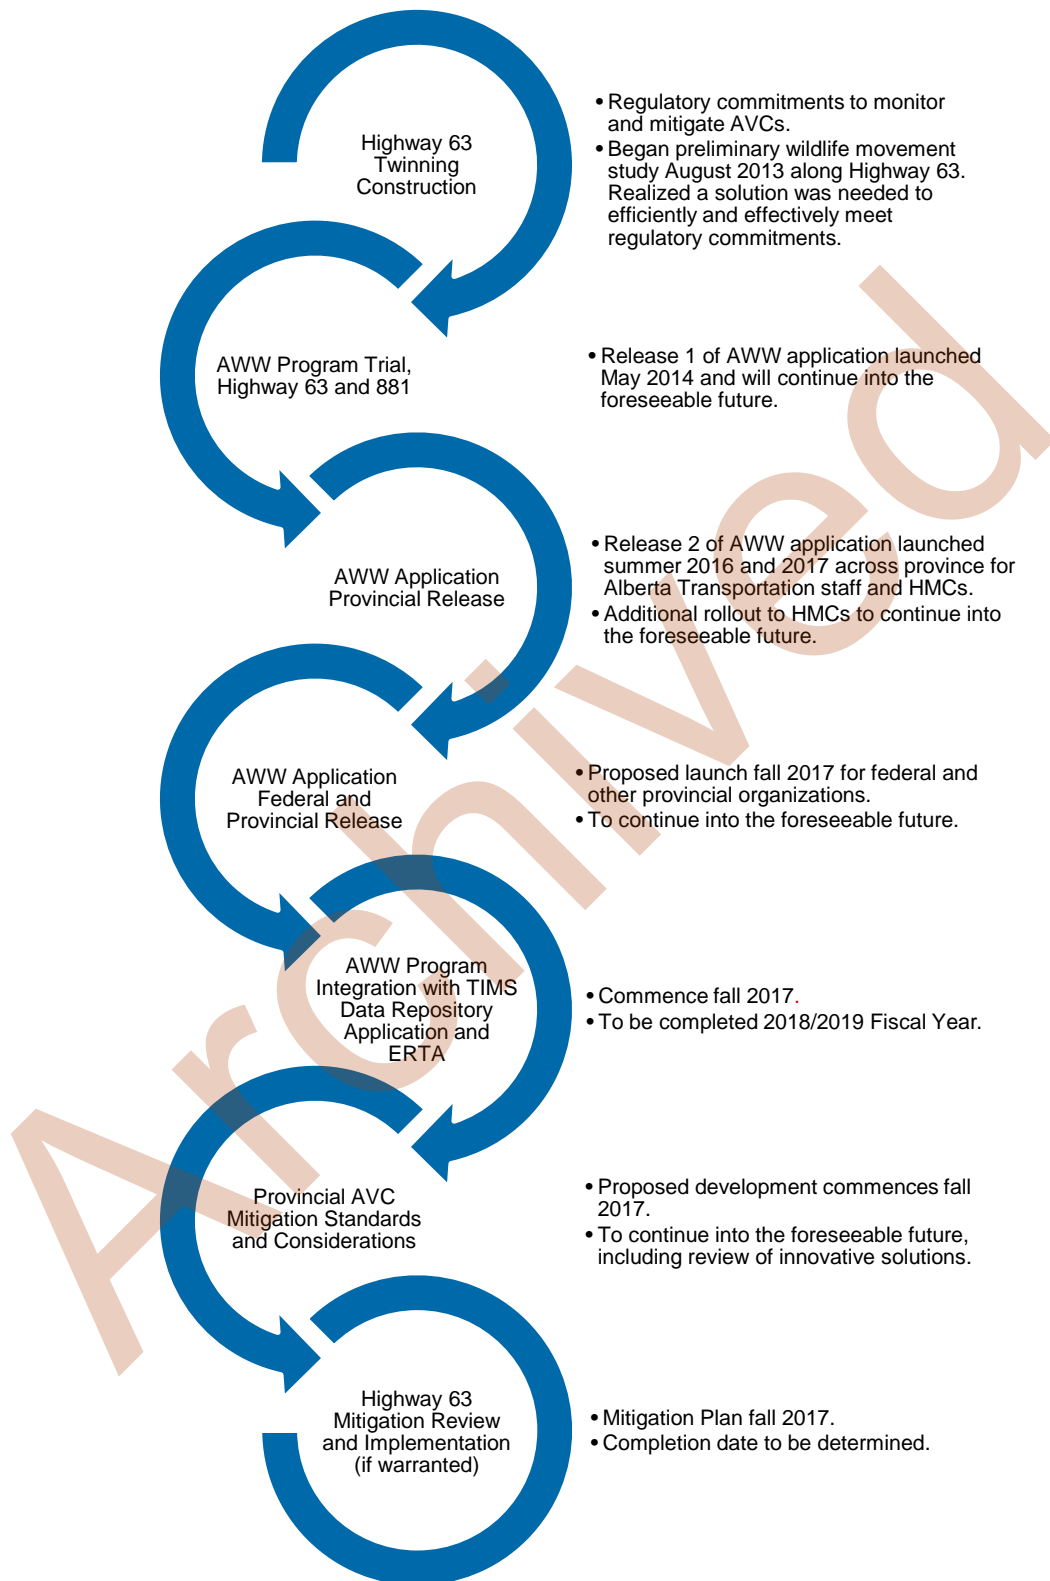 Highway 63
Twinning
Construction
• Regulatory commitments to monitor
and mitigate AVCs.
• Began preliminary wildlife movement
study August 2013 along Highway 63.
Realized a solution was needed to
efficiently and effectively meet
regulatory commitments.
AWW Program Trial,
Highway 63 and 881
• Release 1 of AWW application launched
May 2014 and will continue into the
foreseeable future.
AWW Application
Provincial Release
• Release 2 of AWW application launched
summer 2016 and 2017 across province for
Alberta Transportation staff and HMCs.
• Additional rollout to HMCs to continue into
the foreseeable future.
AWW Application
Federal and
Provincial Release
• Proposed launch fall 2017 for federal and
other provincial organizations.
• To continue into the foreseeable future.
AWW Program
Integration with TIMS
Data Repository
Application and
ERTA
• Commence fall 2017.
• To be completed 2018/2019 Fiscal Year.
Provincial AVC
Mitigation Standards
and Considerations
• Proposed development commences fall
2017.
• To continue into the foreseeable future,
including review of innovative solutions.
Highway 63
Mitigation Review
and Implementation
(if warranted)
• Mitigation Plan fall 2017.
• Completion date to be determined.
Archived